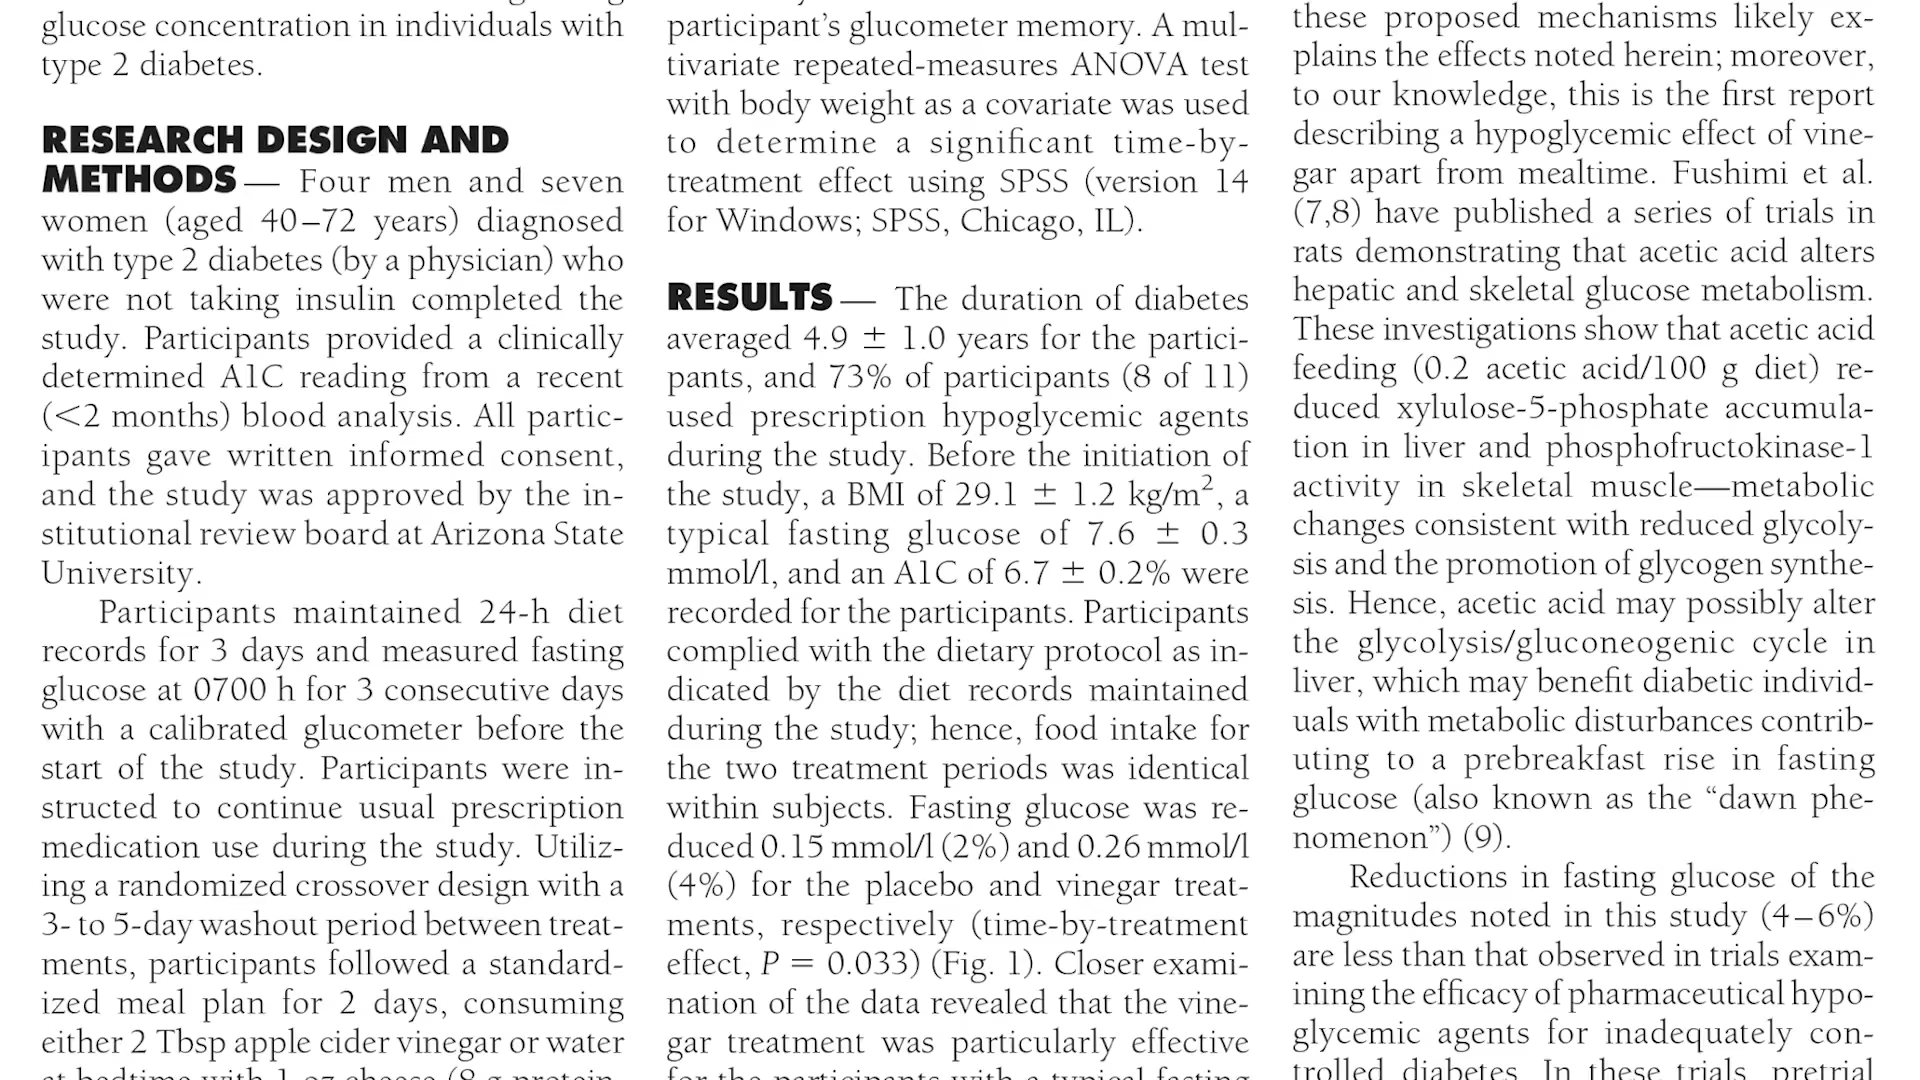 glucose concentration in individuals with
type 2 diabetes.
RESEARCH DESIGN AND
METHODS — Four men and seven
women (aged 40–72 years) diagnosed
with type 2 diabetes (by a physician) who
were not taking insulin completed the
study. Participants provided a clinically
determined A1C reading from a recent
(<2 months) blood analysis. All partic-
ipants gave written informed consent,
and the study was approved by the in-
stitutional review board at Arizona State
University.
Participants maintained 24-h diet
records for 3 days and measured fasting
glucose at 0700 h for 3 consecutive days
with a calibrated glucometer before the
start of the study. Participants were in-
structed to continue usual prescription
medication use during the study. Utiliz-
ing a randomized crossover design with a
3- to 5-day washout period between treat-
ments, participants followed a standard-
ized meal plan for 2 days, consuming
either 2 Tbsp apple cider vinegar or water
at bedtime with 1 oz cheese (8 g protein,
participant's glucometer memory. A mul-
tivariate repeated-measures ANOVA test
with body weight as a covariate was used
to determine a significant time-by-
treatment effect using SPSS (version 14
for Windows; SPSS, Chicago, IL).
RESULTS — The duration of diabetes
averaged 4.9 ± 1.0 years for the partici-
pants, and 73% of participants (8 of 11)
used prescription hypoglycemic agents
during the study. Before the initiation of
the study, a BMI of 29.1 ± 1.2 kg/m², a
typical fasting glucose of 7.6 ± 0.3
mmol/l, and an A1C of 6.7 ± 0.2% were
recorded for the participants. Participants
complied with the dietary protocol as in-
dicated by the diet records maintained
during the study; hence, food intake for
the two treatment periods was identical
within subjects. Fasting glucose was re-
duced 0.15 mmol/l (2%) and 0.26 mmol/l
(4%) for the placebo and vinegar treat-
ments, respectively (time-by-treatment
effect, P = 0.033) (Fig. 1). Closer exami-
nation of the data revealed that the vine-
gar treatment was particularly effective
for the participants with a typical fasting
these proposed mechanisms likely ex-
plains the effects noted herein; moreover,
to our knowledge, this is the first report
describing a hypoglycemic effect of vine-
gar apart from mealtime. Fushimi et al.
(7,8) have published a series of trials in
rats demonstrating that acetic acid alters
hepatic and skeletal glucose metabolism.
These investigations show that acetic acid
feeding (0.2 acetic acid/100 g diet) re-
duced xylulose-5-phosphate accumula-
tion in liver and phosphofructokinase-1
activity in skeletal muscle—metabolic
changes consistent with reduced glycoly-
sis and the promotion of glycogen synthe-
sis. Hence, acetic acid may possibly alter
the glycolysis/gluconeogenic cycle in
liver, which may benefit diabetic individ-
uals with metabolic disturbances contrib-
uting to a prebreakfast rise in fasting
glucose (also known as the “dawn phe-
nomenon”) (9).
Reductions in fasting glucose of the
magnitudes noted in this study (4–6%)
are less than that observed in trials exam-
ining the efficacy of pharmaceutical hypo-
glycemic agents for inadequately con-
trolled diabetes. In these trials, pretrial